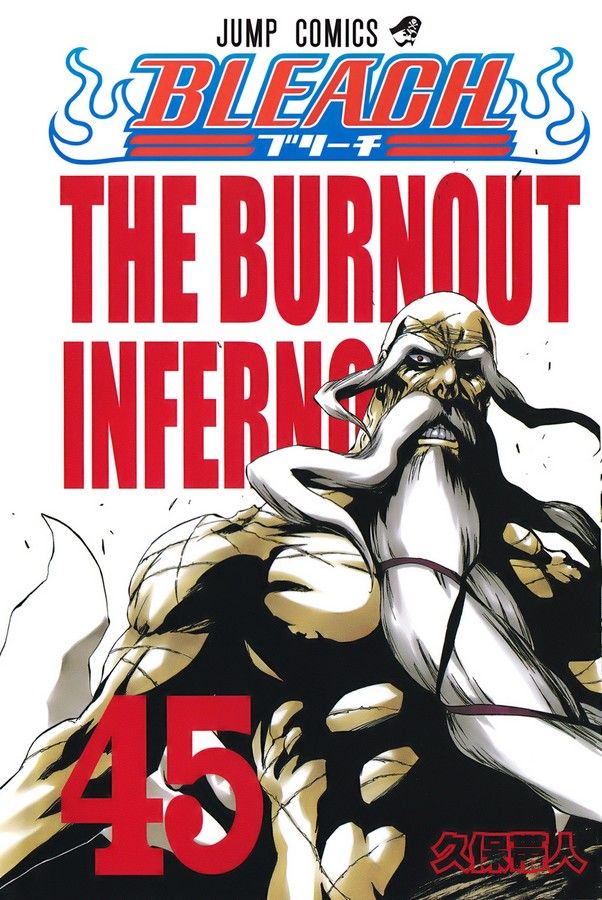 JUMP COMICS
BLEACH
ブリーチ
THE BURNOUT
INFERNO
45
久保帯人